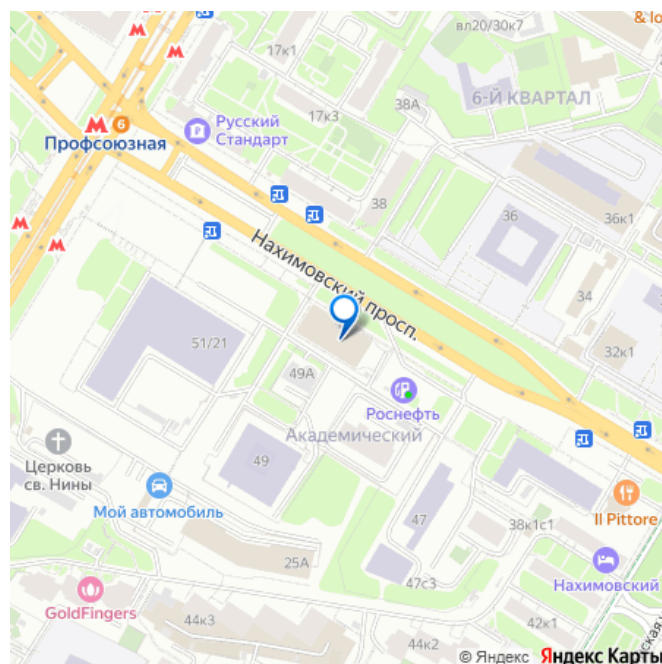 & lo
вл20/30к7
17к1
6-Й КВАРТАЛ
38А
17к3
Русский
Стандарт
6
Профсоюзная
38
36
36к1
Нахимовский просп.
34
51/21
32к1
49А
Роснефть
Академический
Церковь
св. Нины
49
Мой автомобиль
47
38к1с1
Il Pittore
25А
47с3
Нахимовский
GoldFingers
44к3
42к1
44к2
ская
© Яндекс Яндекс Карты